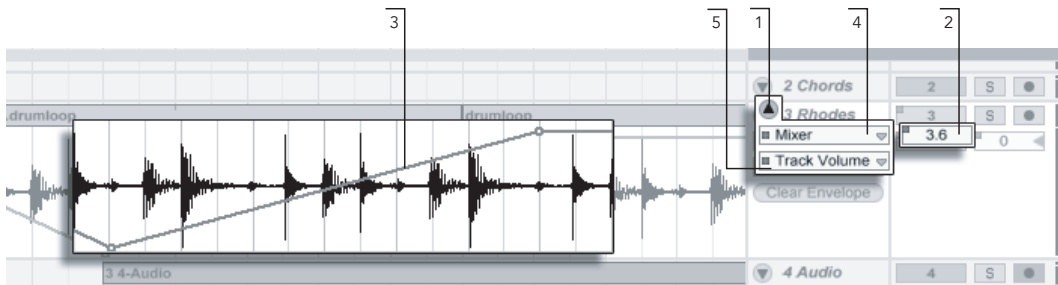 3 5 1 4 2
2 Chords 2 S
.drumloop drumloop 3 Rhodes 3 S
Mixer 3.6 0
Track Volume
Clear Envelope
3 4-Audio 4 Audio 4 S